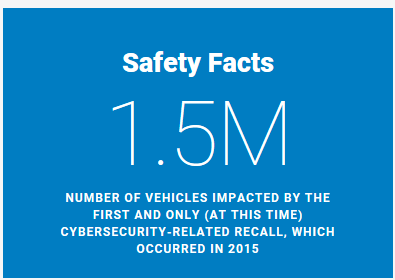 Safety Facts
1.5M
NUMBER OF VEHICLES IMPACTED BY THE
FIRST AND ONLY (AT THIS TIME)
CYBERSECURITY-RELATED RECALL, WHICH
OCCURRED IN 2015